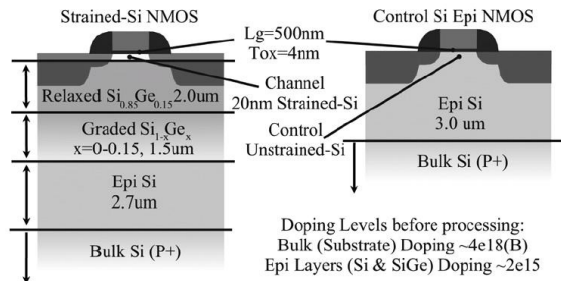 Strained-Si NMOS
Control Si Epi NMOS
Lg=500nm
Tox=4nm
Channel
20nm Strained-Si
Relaxed Si0.85Ge0.15 2.0um
Graded Si1-xGex
x=0-0.15, 1.5um
Control
Unstrained-Si
Epi Si
3.0 um
Epi Si
2.7um
Bulk Si (P+)
Bulk Si (P+)
Doping Levels before processing:
Bulk (Substrate) Doping ~4e18(B)
Epi Layers (Si & SiGe) Doping ~2e15